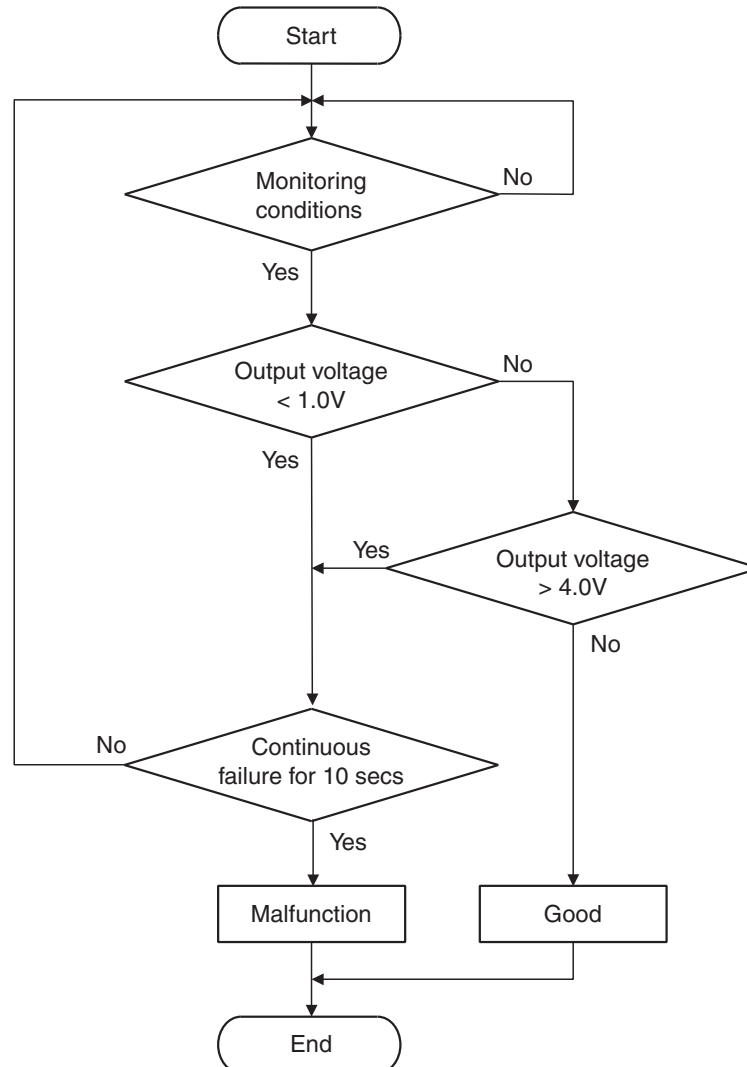 Start
Monitoring
conditions
No
Yes
Output voltage
< 1.0V
No
Yes
Output voltage
> 4.0V
Yes
No
Continuous
failure for 10 secs
No
Yes
Malfunction
Good
End